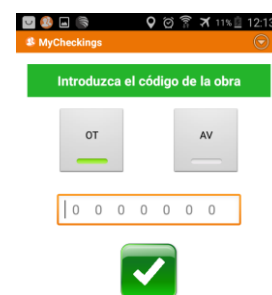 11% 12:13
MyCheckings
Introduzca el código de la obra
OT AV
0 0 0 0 0 0 0